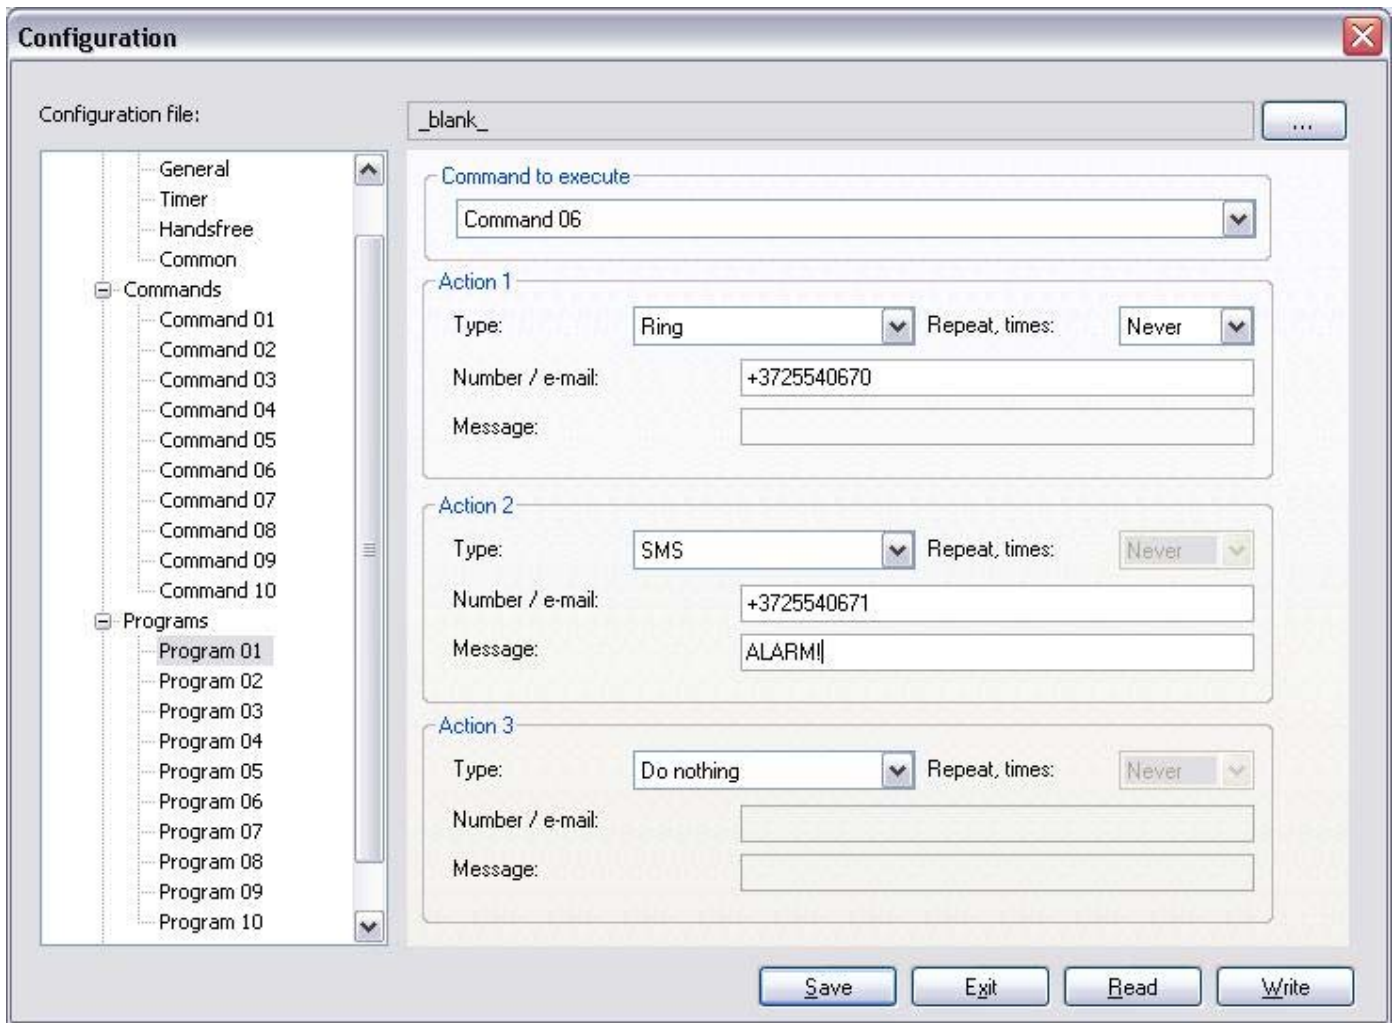 Configuration
Configuration file:
_blank_
...
General
Timer
Handsfree
Common
Commands
Command 01
Command 02
Command 03
Command 04
Command 05
Command 06
Command 07
Command 08
Command 09
Command 10
Programs
Program 01
Program 02
Program 03
Program 04
Program 05
Program 06
Program 07
Program 08
Program 09
Program 10
Command to execute
Command 06
Action 1
Type: Ring Repeat, times: Never
Number / e-mail: +3725540670
Message:
Action 2
Type: SMS Repeat, times: Never
Number / e-mail: +3725540671
Message: ALARM!
Action 3
Type: Do nothing Repeat, times: Never
Number / e-mail:
Message:
Save Exit Read Write